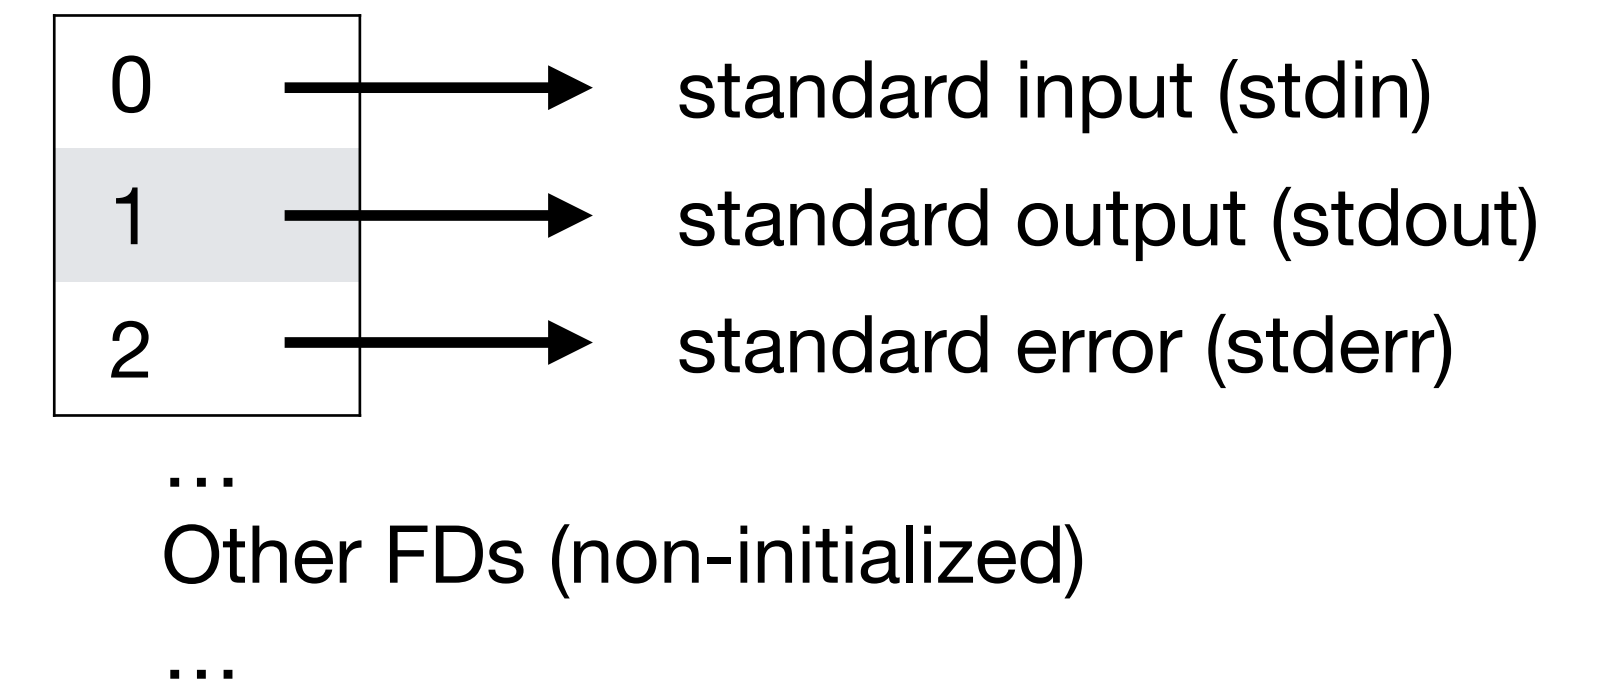 0 standard input (stdin)
1 standard output (stdout)
2 standard error (stderr)
...
Other FDs (non-initialized)
...